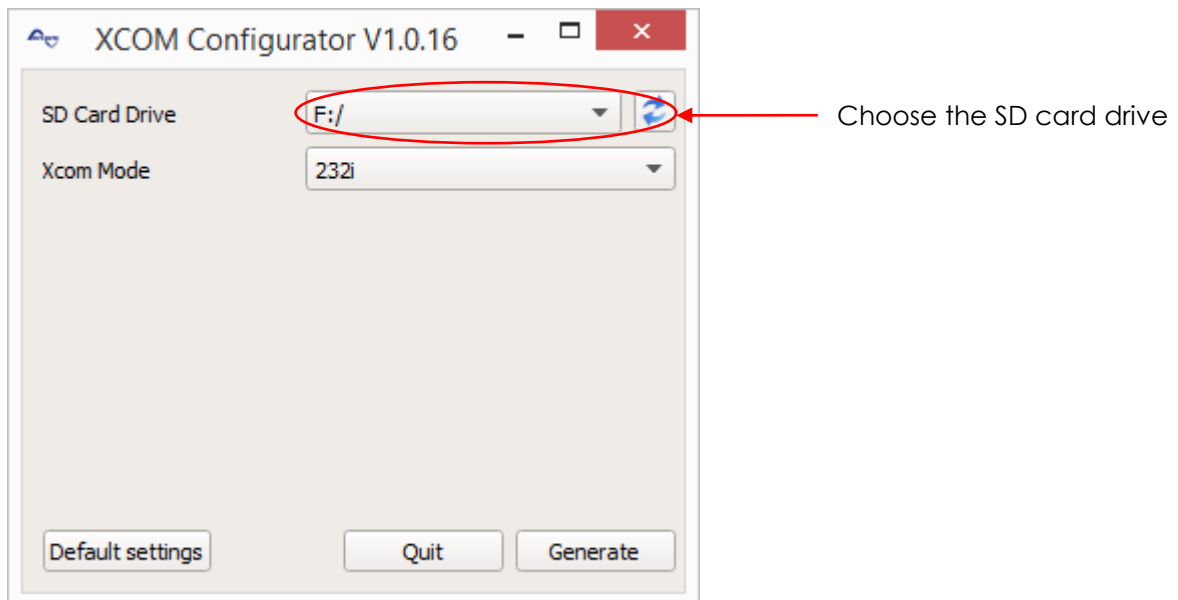 XCOM Configurator V1.0.16
SD Card Drive F:/ Choose the SD card drive
Xcom Mode 232i
Default settings Quit Generate